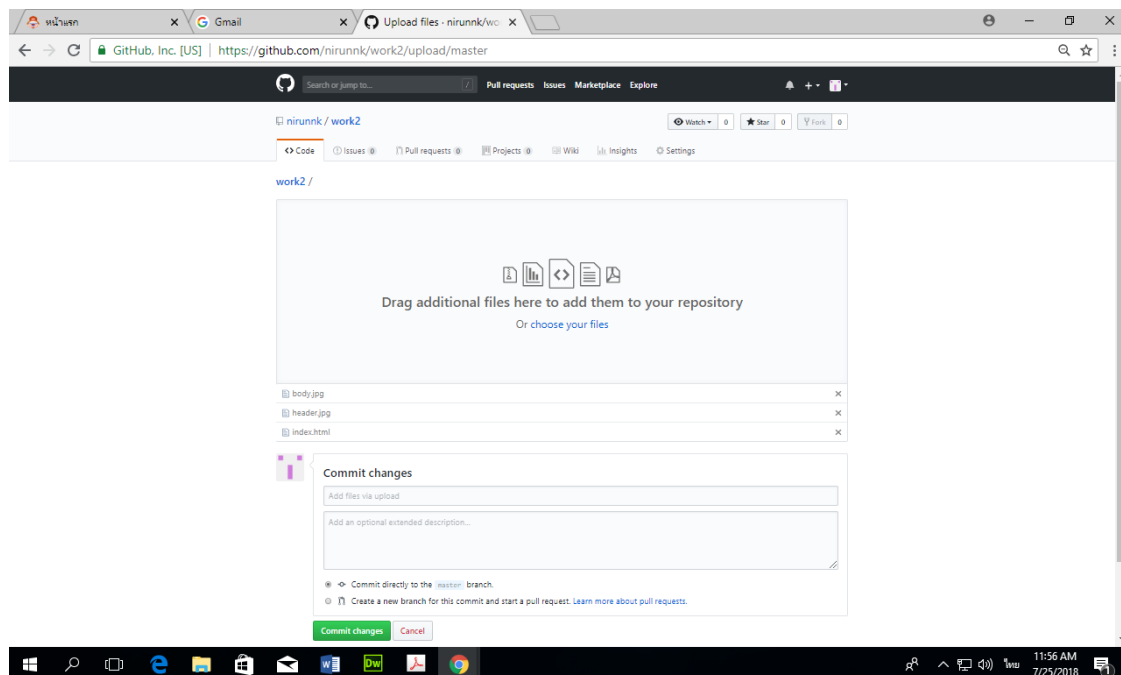 หน้าแรก
Gmail
Upload files · nirunnk/wo
GitHub, Inc. [US] | https://github.com/nirunnk/work2/upload/master
Search or jump to... / Pull requests Issues Marketplace Explore
nirunnk / work2
Watch 0 Star 0 Fork 0
Code Issues 0 Pull requests 0 Projects 0 Wiki Insights Settings
work2 /
Drag additional files here to add them to your repository
Or choose your files
body.jpg
header.jpg
index.html
Commit changes
Add files via upload
Add an optional extended description...
Commit directly to the master branch.
Create a new branch for this commit and start a pull request. Learn more about pull requests.
Commit changes Cancel
Dw
ไทย
11:56 AM
7/25/2018
1